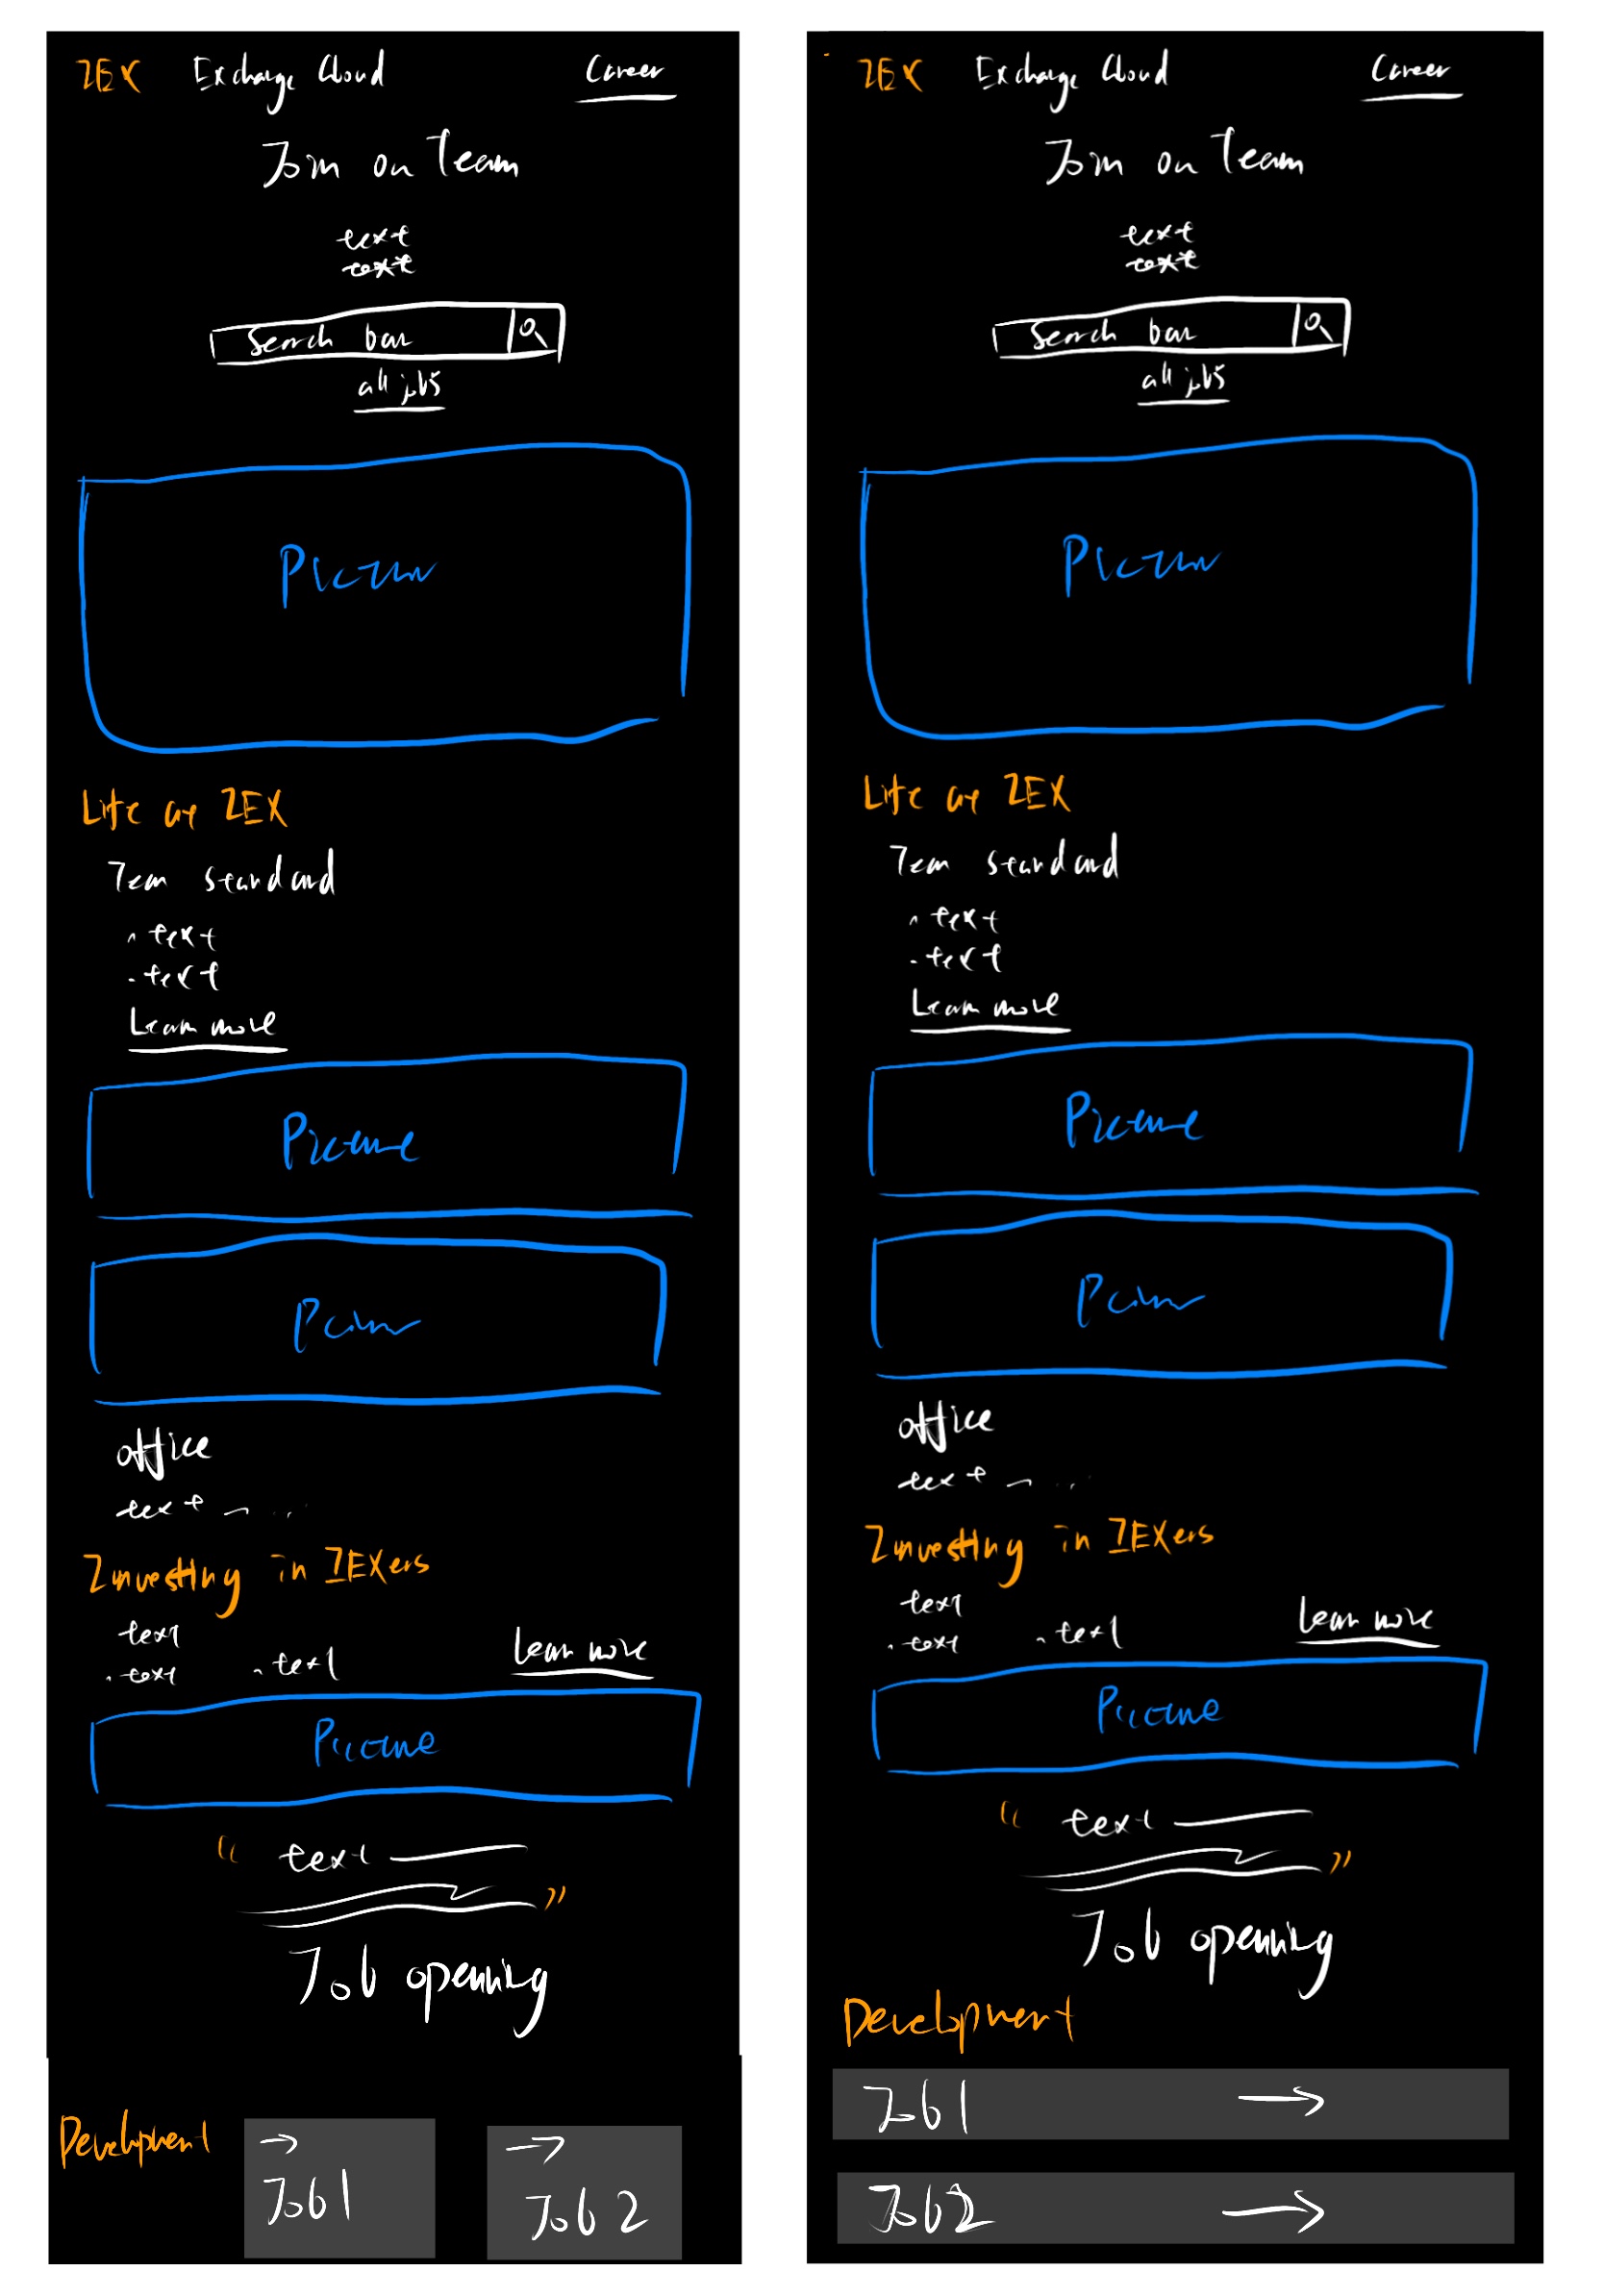 ZEX Exchange Cloud Career
Join our Team
text
text
Search bar
all jobs
Picture
Life at ZEX
Team standard
. text
. text
Learn more
Picture
Picture
office
text ...
Investing in ZEXers
text
. text . text Learn more
Picture
“ text
”
Job opening
Development
→ Job 1
→ Job 2
ZEX Exchange Cloud Career
Join our Team
text
text
Search bar
all jobs
Picture
Life at ZEX
Team standard
. text
. text
Learn more
Picture
Picture
office
text ...
Investing in ZEXers
text
. text . text Learn more
Picture
“ text
”
Job opening
Development
Job 1 →
Job 2 →